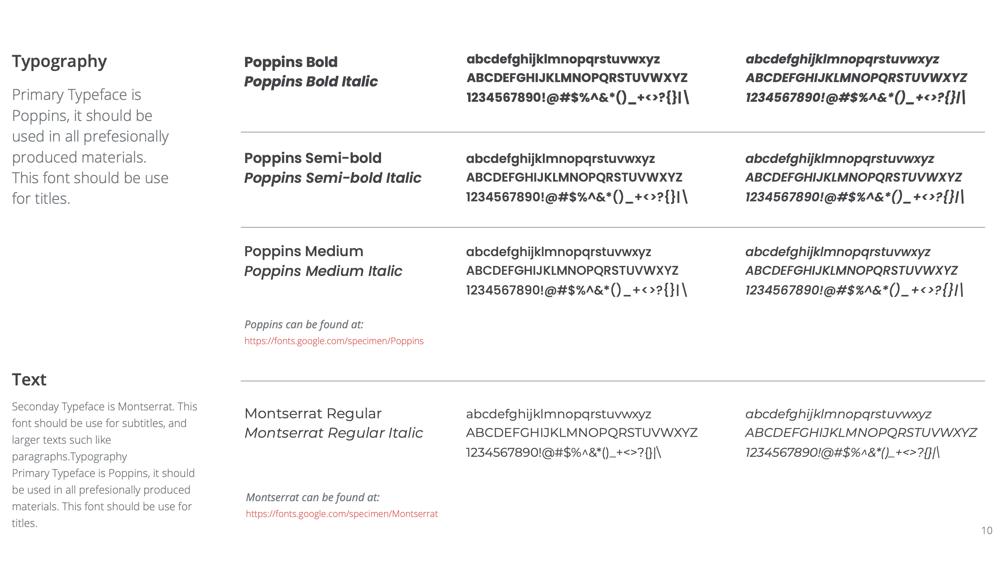 Typography
Primary Typeface is
Poppins, it should be
used in all prefesionally
produced materials.
This font should be use
for titles.
Poppins Bold
Poppins Bold Italic
abcdefghijklmnopqrstuvwxyz
ABCDEFGHIJKLMNOPQRSTUVWXYZ
1234567890!@#$%^&*()_+<>?{}|\
abcdefghijklmnopqrstuvwxyz
ABCDEFGHIJKLMNOPQRSTUVWXYZ
1234567890!@#$%^&*()_+<>?{}|\
Poppins Semi-bold
Poppins Semi-bold Italic
abcdefghijklmnopqrstuvwxyz
ABCDEFGHIJKLMNOPQRSTUVWXYZ
1234567890!@#$%^&*()_+<>?{}|\
abcdefghijklmnopqrstuvwxyz
ABCDEFGHIJKLMNOPQRSTUVWXYZ
1234567890!@#$%^&*()_+<>?{}|\
Poppins Medium
Poppins Medium Italic
abcdefghijklmnopqrstuvwxyz
ABCDEFGHIJKLMNOPQRSTUVWXYZ
1234567890!@#$%^&*()_+<>?{}|\
abcdefghijklmnopqrstuvwxyz
ABCDEFGHIJKLMNOPQRSTUVWXYZ
1234567890!@#$%^&*()_+<>?{}|\
Poppins can be found at:
https://fonts.google.com/specimen/Poppins
Text
Seconday Typeface is Montserrat. This
font should be use for subtitles, and
larger texts such like
paragraphs.Typography
Primary Typeface is Poppins, it should
be used in all prefesionally produced
materials. This font should be use for
titles.
Montserrat Regular
Montserrat Regular Italic
abcdefghijklmnopqrstuvwxyz
ABCDEFGHIJKLMNOPQRSTUVWXYZ
1234567890!@#$%^&*()_+<>?{}|\
abcdefghijklmnopqrstuvwxyz
ABCDEFGHIJKLMNOPQRSTUVWXYZ
1234567890!@#$%^&*()_+<>?{}|\
Montserrat can be found at:
https://fonts.google.com/specimen/Montserrat
10